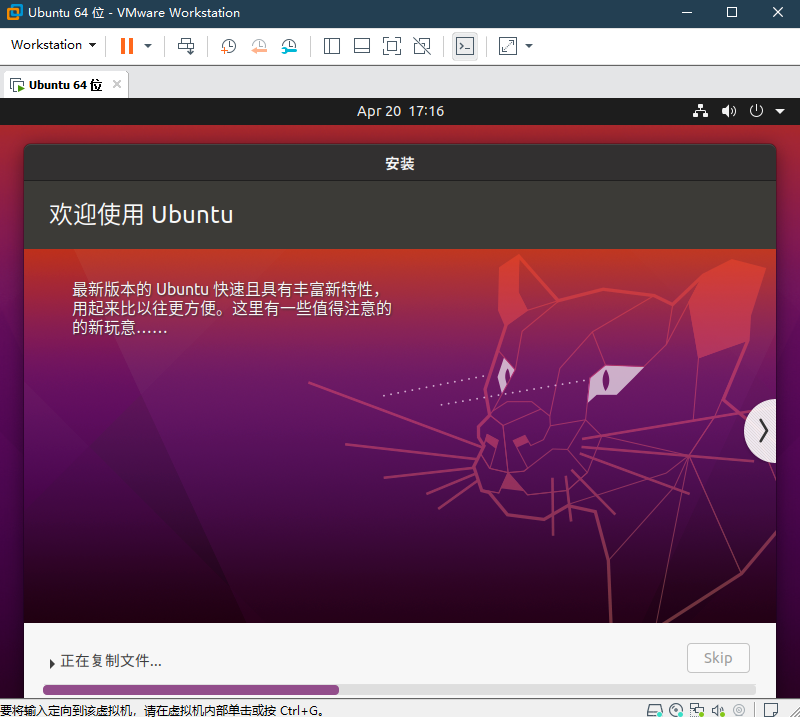 Ubuntu 64 位 - VMware Workstation
Workstation
Ubuntu 64 位
Apr 20 17:16
安装
欢迎使用 Ubuntu
最新版本的 Ubuntu 快速且具有丰富新特性，
用起来比以往更方便。这里有一些值得注意的
的新玩意……
正在复制文件...
Skip
要将输入定向到该虚拟机，请在虚拟机内部单击或按 Ctrl+G。